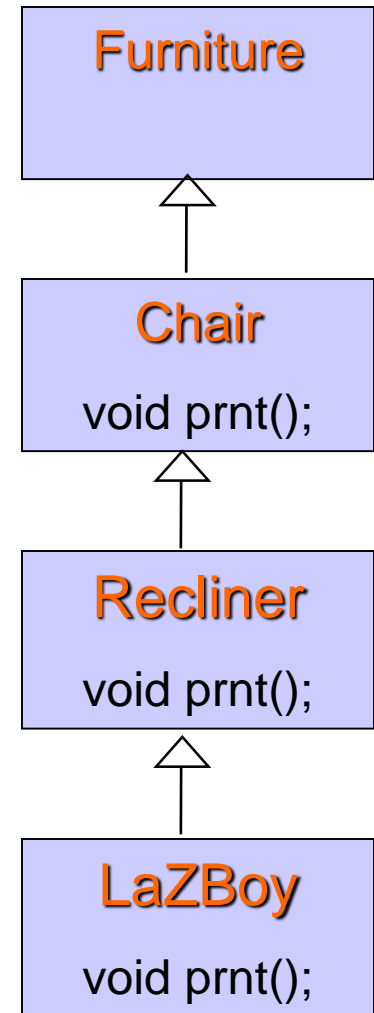 Furniture
Chair
void prnt();
Recliner
void prnt();
LaZBoy
void prnt();